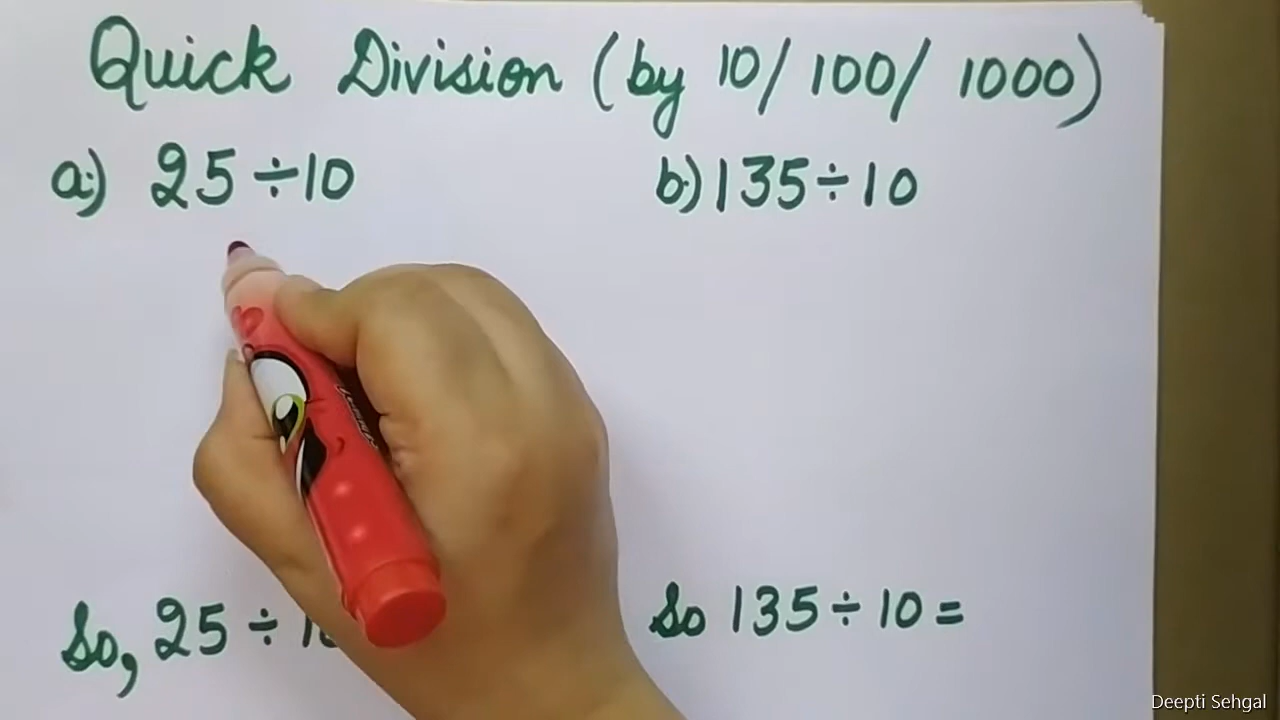 Quick Division (by 10/ 100/ 1000)
a:) 25 ÷ 10
b:) 135 ÷ 10
So, 25 ÷
So 135 ÷ 10 =
Deepti Sehgal